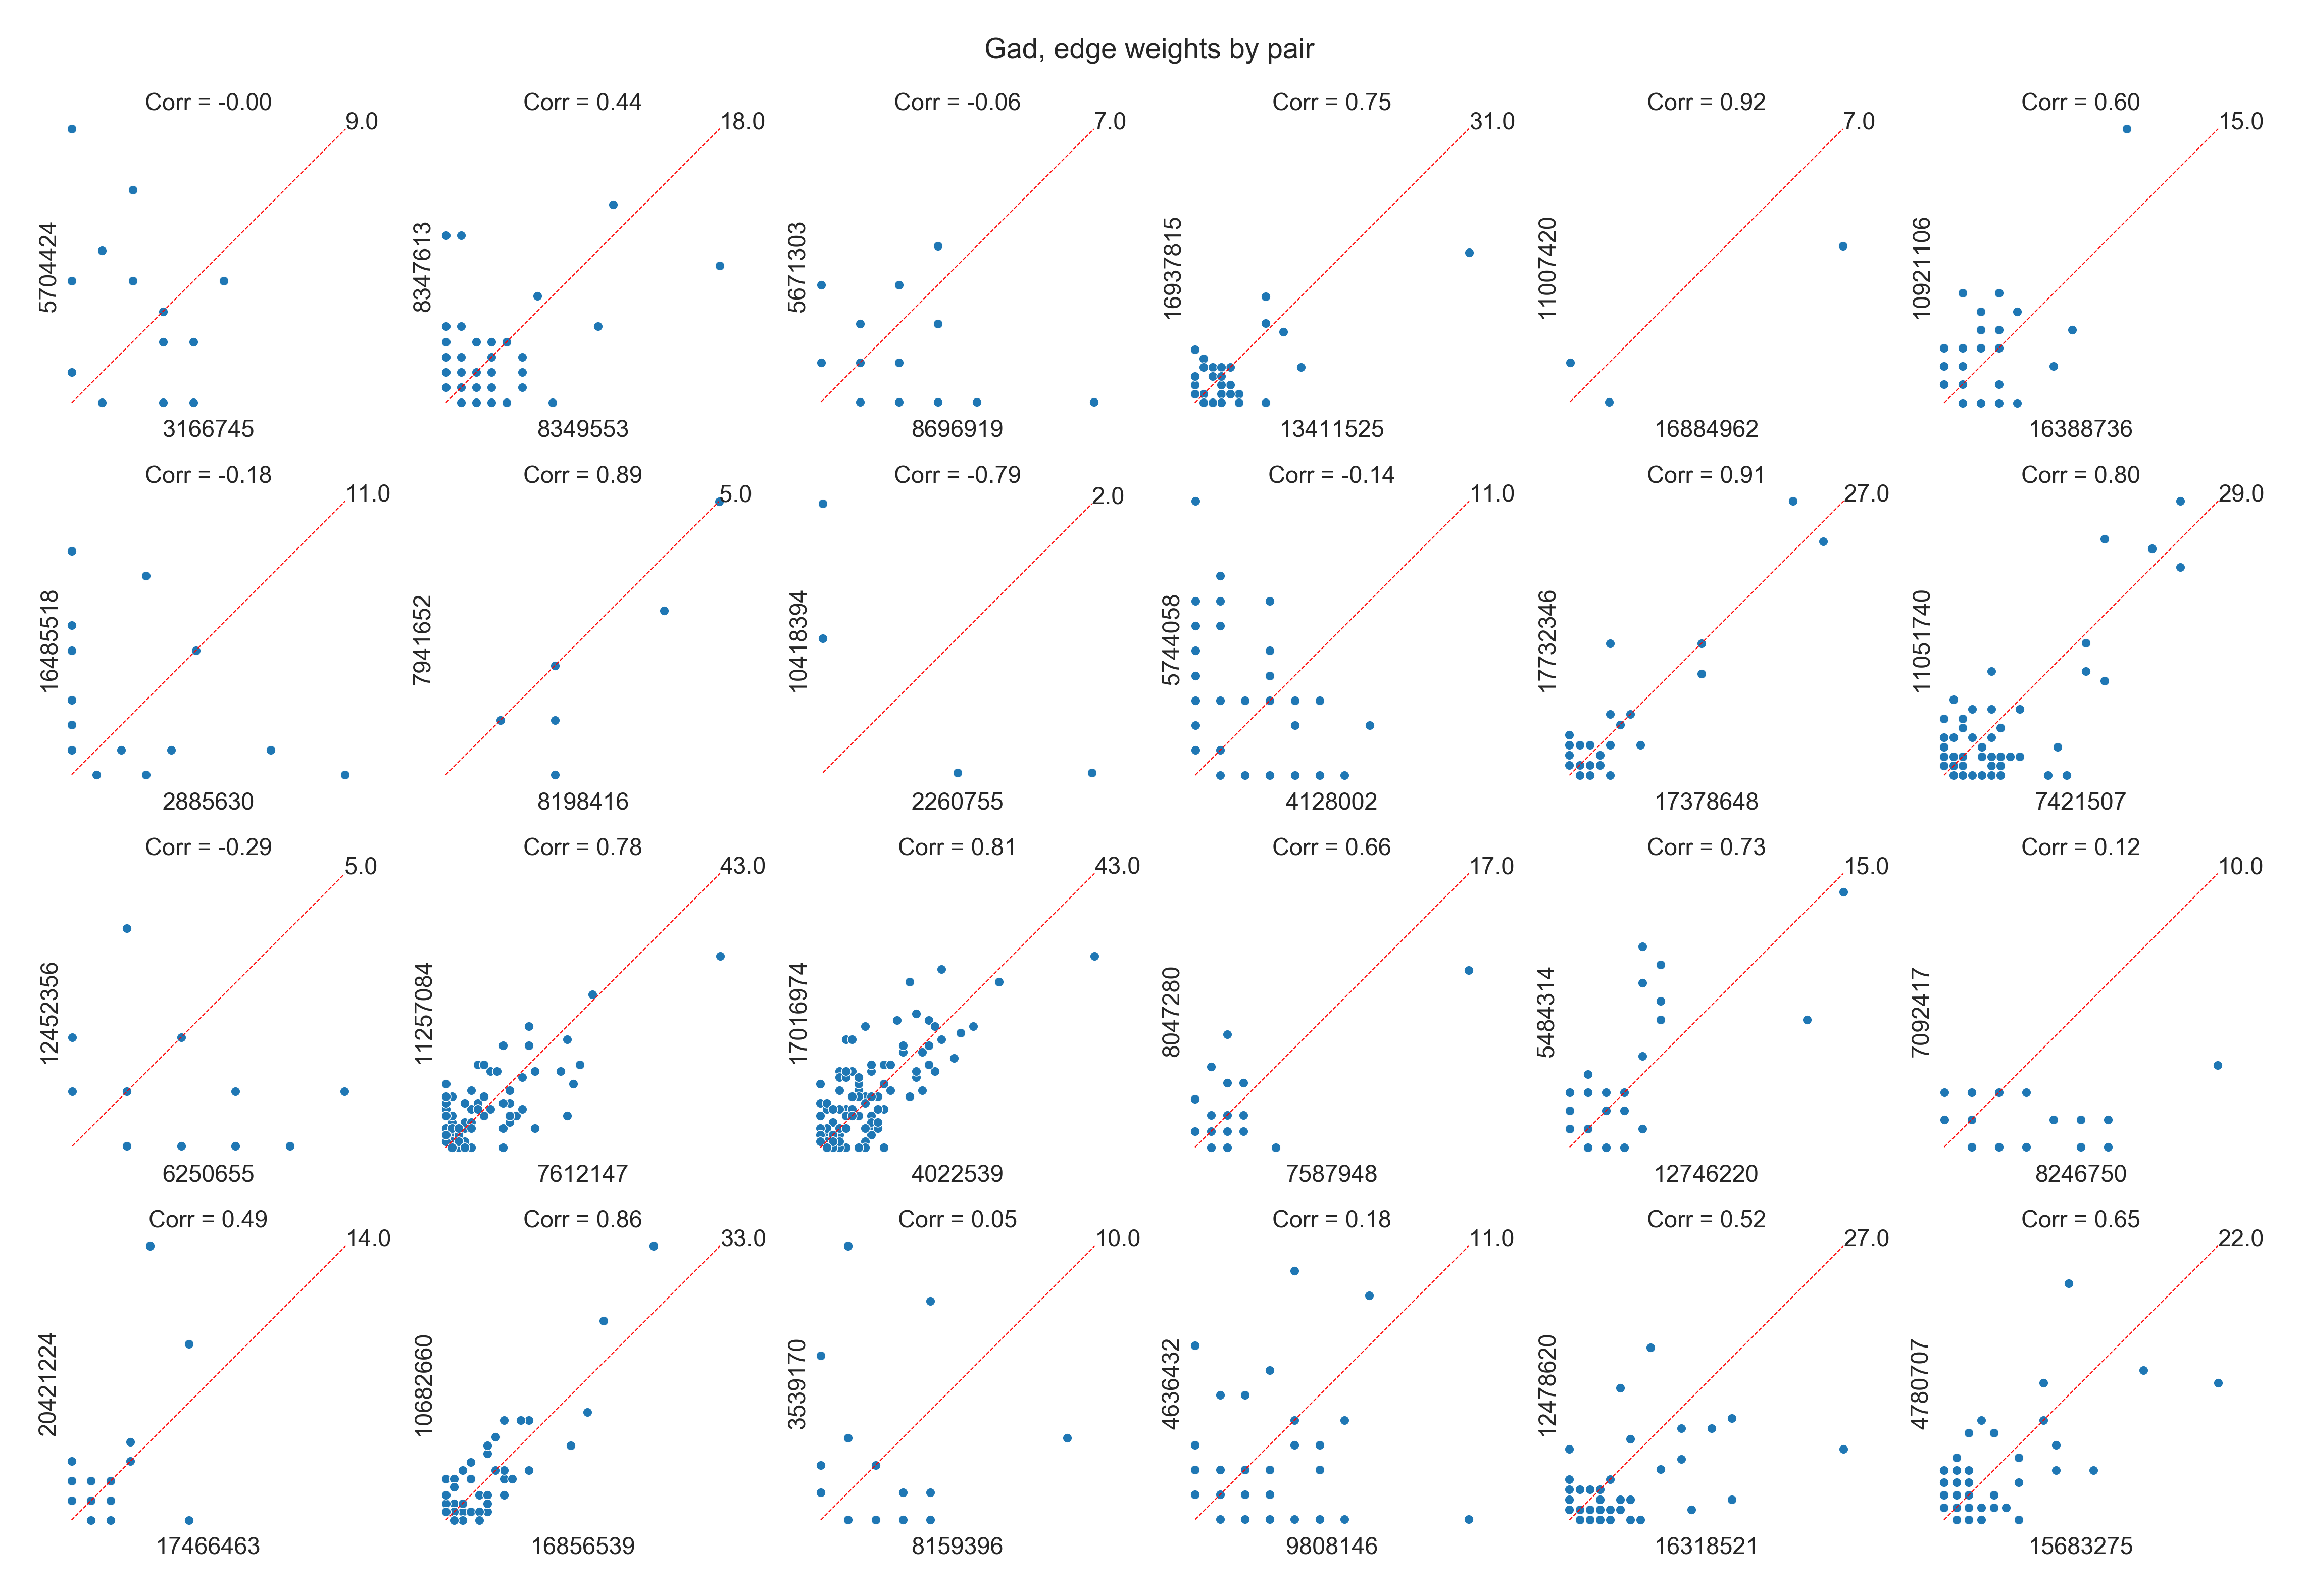 Gad, edge weights by pair
Corr = -0.00
9.0
5704424
3166745
Corr = 0.44
18.0
8347613
8349553
Corr = -0.06
7.0
5671303
8696919
Corr = 0.75
31.0
16937815
13411525
Corr = 0.92
7.0
11007420
16884962
Corr = 0.60
15.0
10921106
16388736
Corr = -0.18
11.0
16485518
2885630
Corr = 0.89
5.0
7941652
8198416
Corr = -0.79
2.0
10418394
2260755
Corr = -0.14
11.0
5744058
4128002
Corr = 0.91
27.0
17732346
17378648
Corr = 0.80
29.0
11051740
7421507
Corr = -0.29
5.0
12452356
6250655
Corr = 0.78
43.0
11257084
7612147
Corr = 0.81
43.0
17016974
4022539
Corr = 0.66
17.0
8047280
7587948
Corr = 0.73
15.0
5484314
12746220
Corr = 0.12
10.0
7092417
8246750
Corr = 0.49
14.0
20421224
17466463
Corr = 0.86
33.0
10682660
16856539
Corr = 0.05
10.0
3539170
8159396
Corr = 0.18
11.0
4636432
9808146
Corr = 0.52
27.0
12478620
16318521
Corr = 0.65
22.0
4780707
15683275